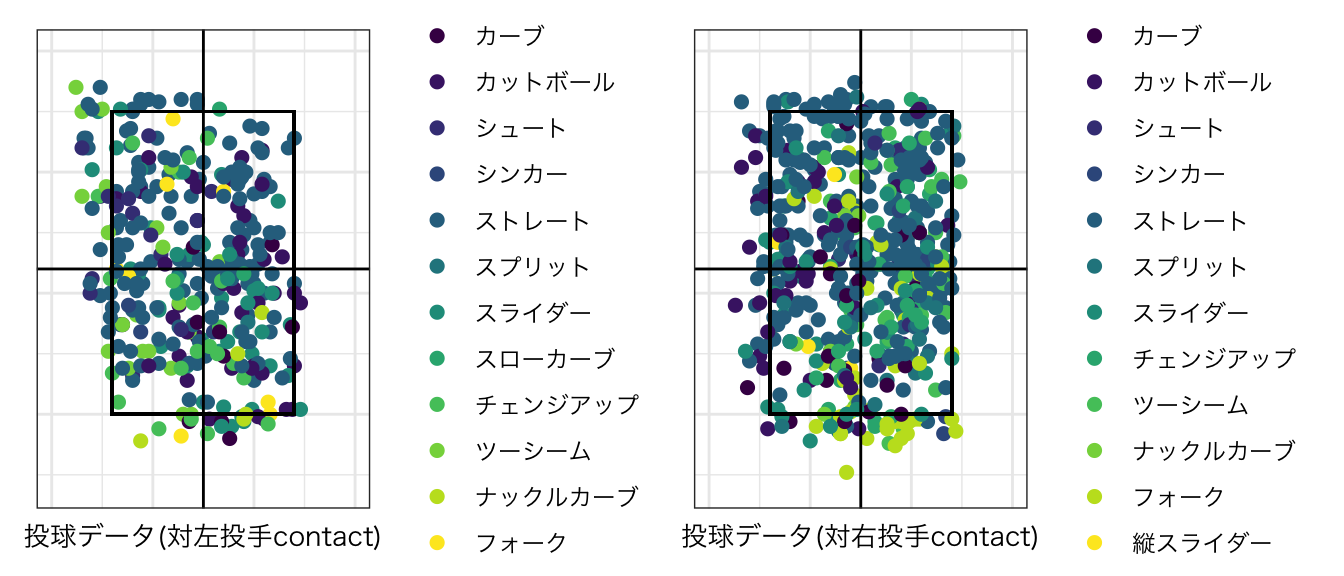 カーブ
カットボール
シュート
シンカー
ストレート
スプリット
スライダー
スローカーブ
チェンジアップ
ツーシーム
ナックルカーブ
フォーク
投球データ(対左投手contact)
カーブ
カットボール
シュート
シンカー
ストレート
スプリット
スライダー
チェンジアップ
ツーシーム
ナックルカーブ
フォーク
縦スライダー
投球データ(対右投手contact)